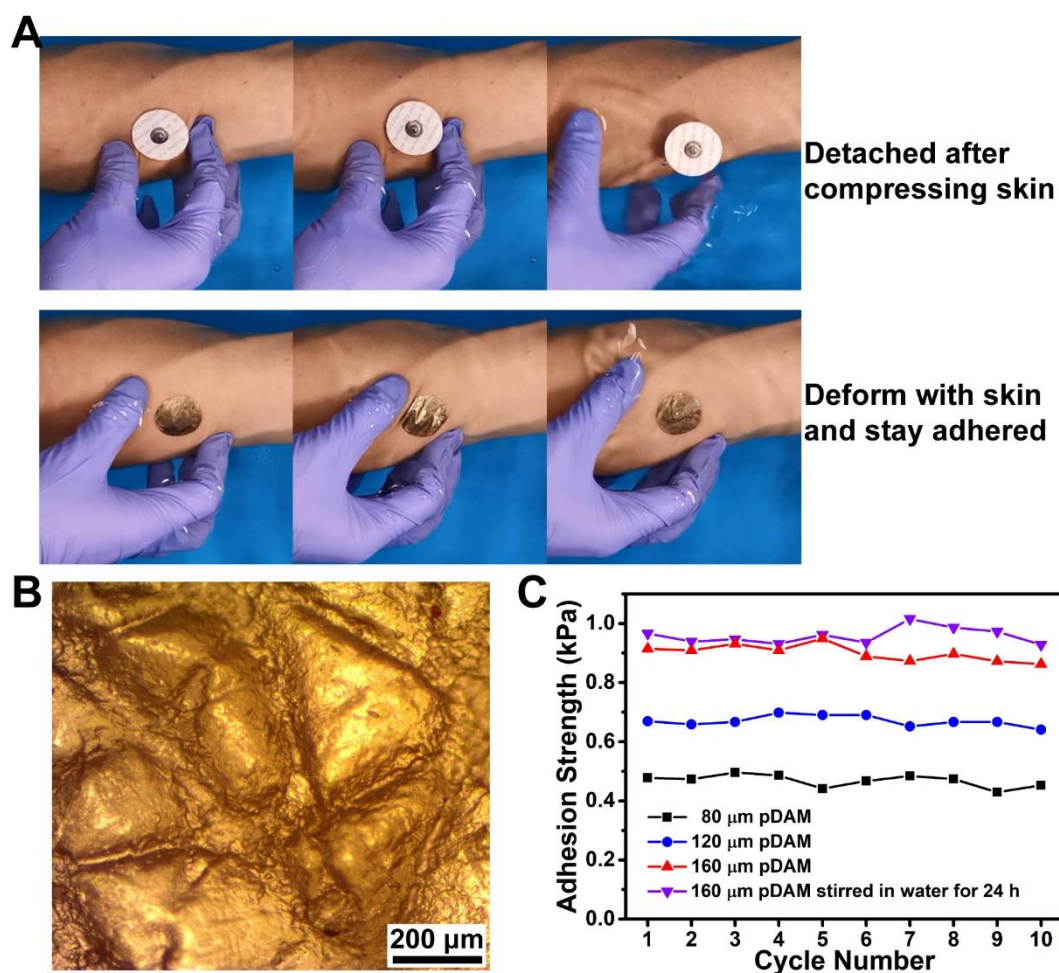 A
Detached after
compressing skin
Deform with skin
and stay adhered
B
200 μm
C
Adhesion Strength (kPa)
1.0
0.8
0.6
0.4
0.2
0.0
80 μm pDAM
120 μm pDAM
160 μm pDAM
160 μm pDAM stirred in water for 24 h
1 2 3 4 5 6 7 8 9 10
Cycle Number